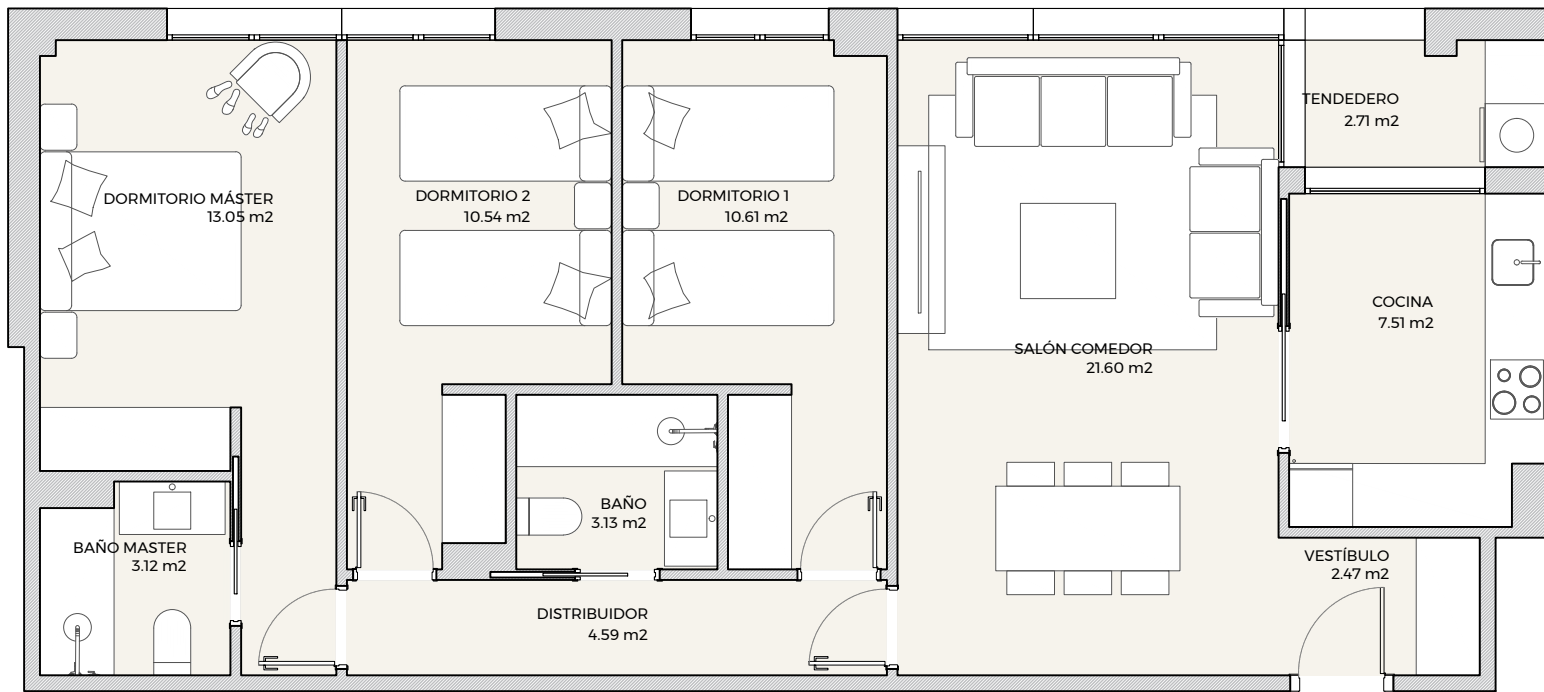 TENDEDERO
2.71 m2
DORMITORIO MÁSTER
13.05 m2
DORMITORIO 2
10.54 m2
DORMITORIO 1
10.61 m2
COCINA
7.51 m2
SALÓN COMEDOR
21.60 m2
BAÑO
3.13 m2
BAÑO MASTER
3.12 m2
VESTÍBULO
2.47 m2
DISTRIBUIDOR
4.59 m2